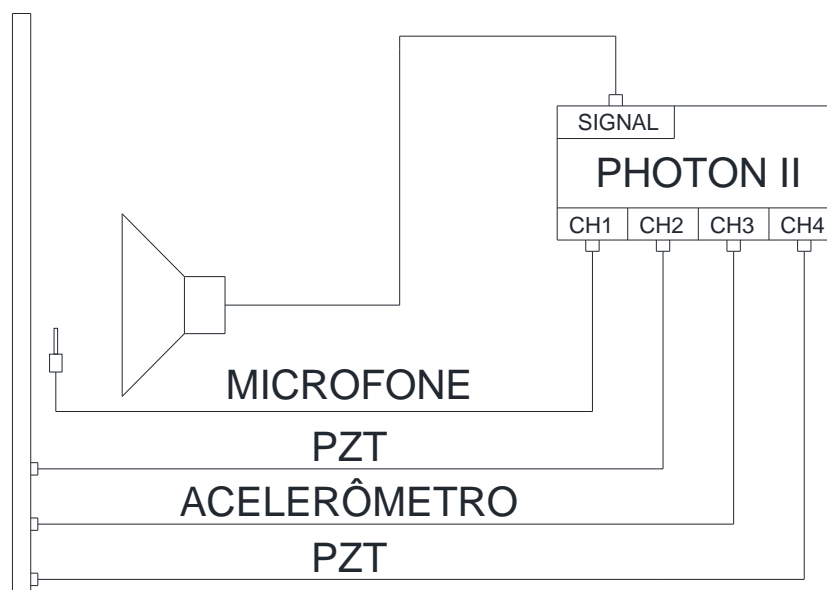 SIGNAL
PHOTON II
CH1 CH2 CH3 CH4
MICROFONE
PZT
ACELERÔMETRO
PZT